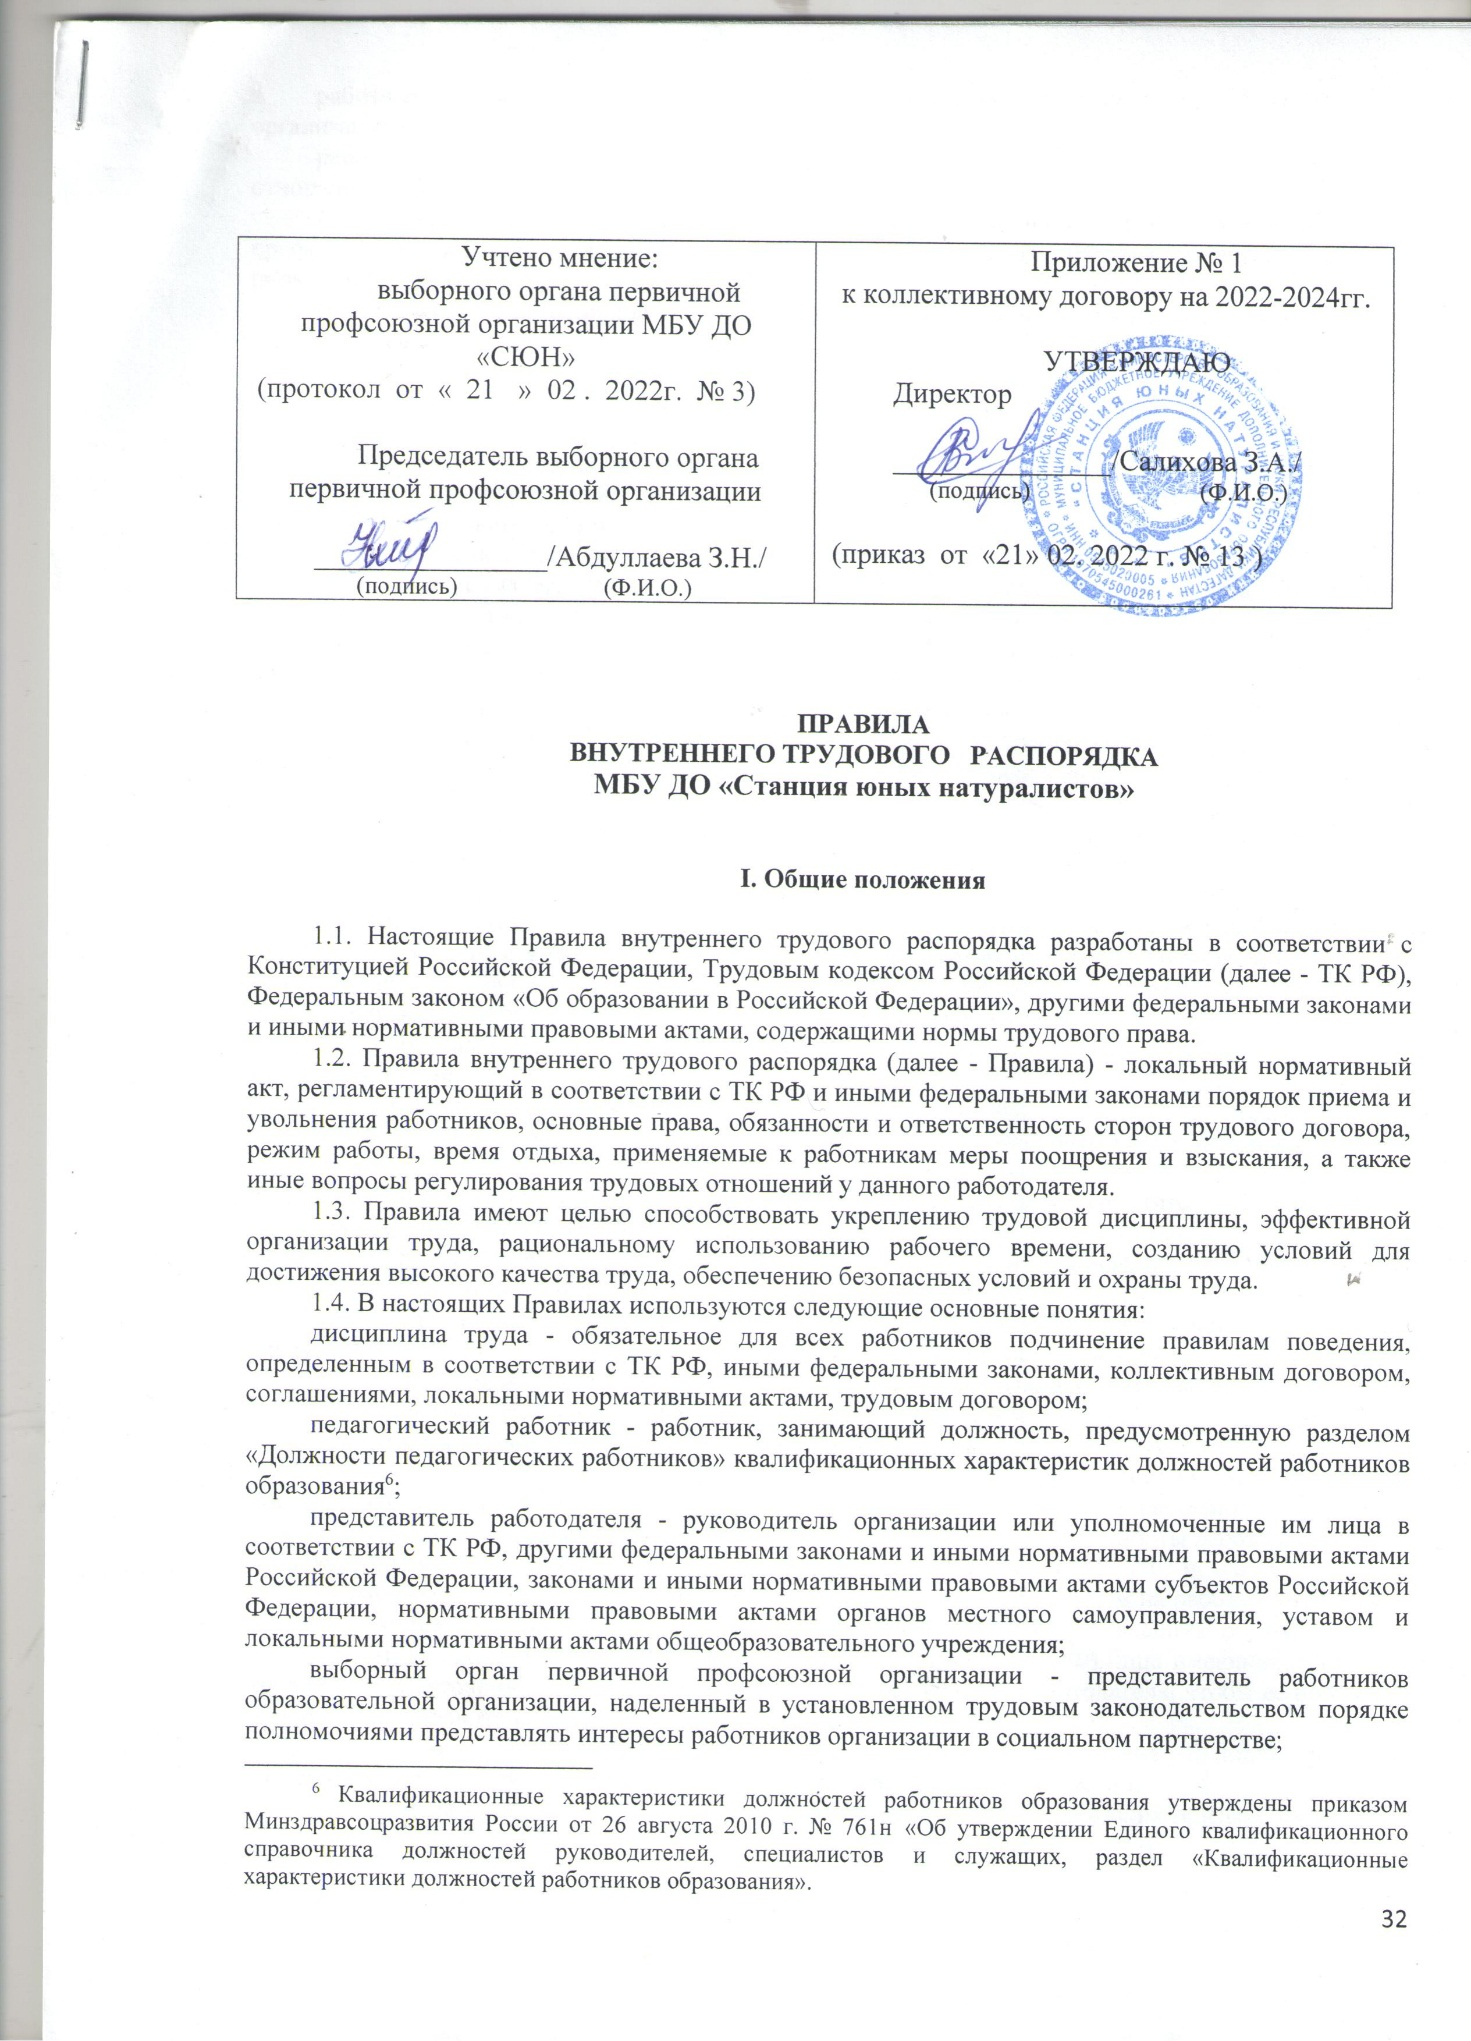 Учтено мнение:
выборного органа первичной
профсоюзной организации МБУ ДО
«СЮН»
(протокол от « 21 » 02 . 2022г. № 3)
Председатель выборного органа
первичной профсоюзной организации
/Абдуллаева З.Н./
(подпись) (Ф.И.О.)
Приложение № 1
к коллективному договору на 2022-2024гг.
УТВЕРЖДАЮ
Директор
/Салихова З.А./
(подпись) (Ф.И.О.)
(приказ от «21» 02. 2022 г. № 13 )
РОССИЙСКАЯ ФЕДЕРАЦИЯ
МУНИЦИПАЛЬНОЕ БЮДЖЕТНОЕ УЧРЕЖДЕНИЕ
"СТАНЦИЯ ЮНЫХ НАТУРАЛИСТОВ"
ПРАВИЛА
ВНУТРЕННЕГО ТРУДОВОГО РАСПОРЯДКА
МБУ ДО «Станция юных натуралистов»
I. Общие положения
1.1. Настоящие Правила внутреннего трудового распорядка разработаны в соответствии с
Конституцией Российской Федерации, Трудовым кодексом Российской Федерации (далее - ТК РФ),
Федеральным законом «Об образовании в Российской Федерации», другими федеральными законами
и иными нормативными правовыми актами, содержащими нормы трудового права.
1.2. Правила внутреннего трудового распорядка (далее - Правила) - локальный нормативный
акт, регламентирующий в соответствии с ТК РФ и иными федеральными законами порядок приема и
увольнения работников, основные права, обязанности и ответственность сторон трудового договора,
режим работы, время отдыха, применяемые к работникам меры поощрения и взыскания, а также
иные вопросы регулирования трудовых отношений у данного работодателя.
1.3. Правила имеют целью способствовать укреплению трудовой дисциплины, эффективной
организации труда, рациональному использованию рабочего времени, созданию условий для
достижения высокого качества труда, обеспечению безопасных условий и охраны труда.
1.4. В настоящих Правилах используются следующие основные понятия:
дисциплина труда - обязательное для всех работников подчинение правилам поведения,
определенным в соответствии с ТК РФ, иными федеральными законами, коллективным договором,
соглашениями, локальными нормативными актами, трудовым договором;
педагогический работник - работник, занимающий должность, предусмотренную разделом
«Должности педагогических работников» квалификационных характеристик должностей работников
образования⁶;
представитель работодателя - руководитель организации или уполномоченные им лица в
соответствии с ТК РФ, другими федеральными законами и иными нормативными правовыми актами
Российской Федерации, законами и иными нормативными правовыми актами субъектов Российской
Федерации, нормативными правовыми актами органов местного самоуправления, уставом и
локальными нормативными актами общеобразовательного учреждения;
выборный орган первичной профсоюзной организации - представитель работников
образовательной организации, наделенный в установленном трудовым законодательством порядке
полномочиями представлять интересы работников организации в социальном партнерстве;
⁶ Квалификационные характеристики должностей работников образования утверждены приказом
Минздравсоцразвития России от 26 августа 2010 г. № 761н «Об утверждении Единого квалификационного
справочника должностей руководителей, специалистов и служащих, раздел «Квалификационные
характеристики должностей работников образования».
32